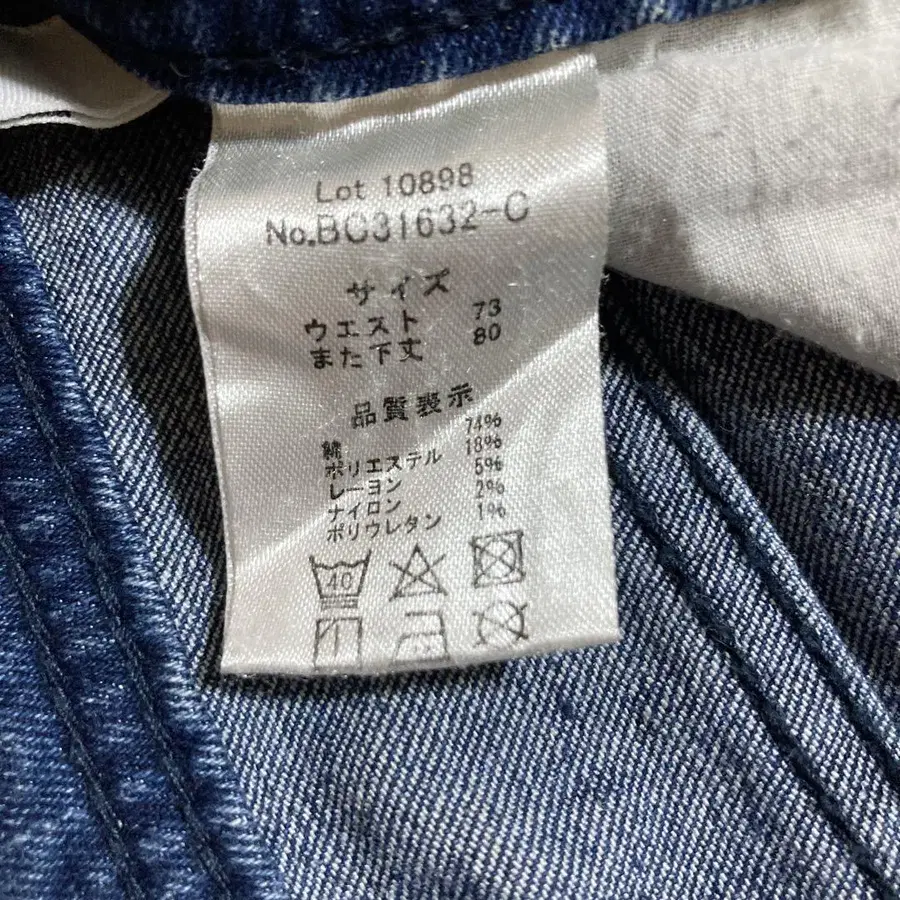 Lot 10898
No.BC31632-C
サイズ
ウエスト 73
また下丈 80
品質表示
綿 74%
ポリエステル 18%
レーヨン 5%
ナイロン 2%
ポリウレタン 1%
40